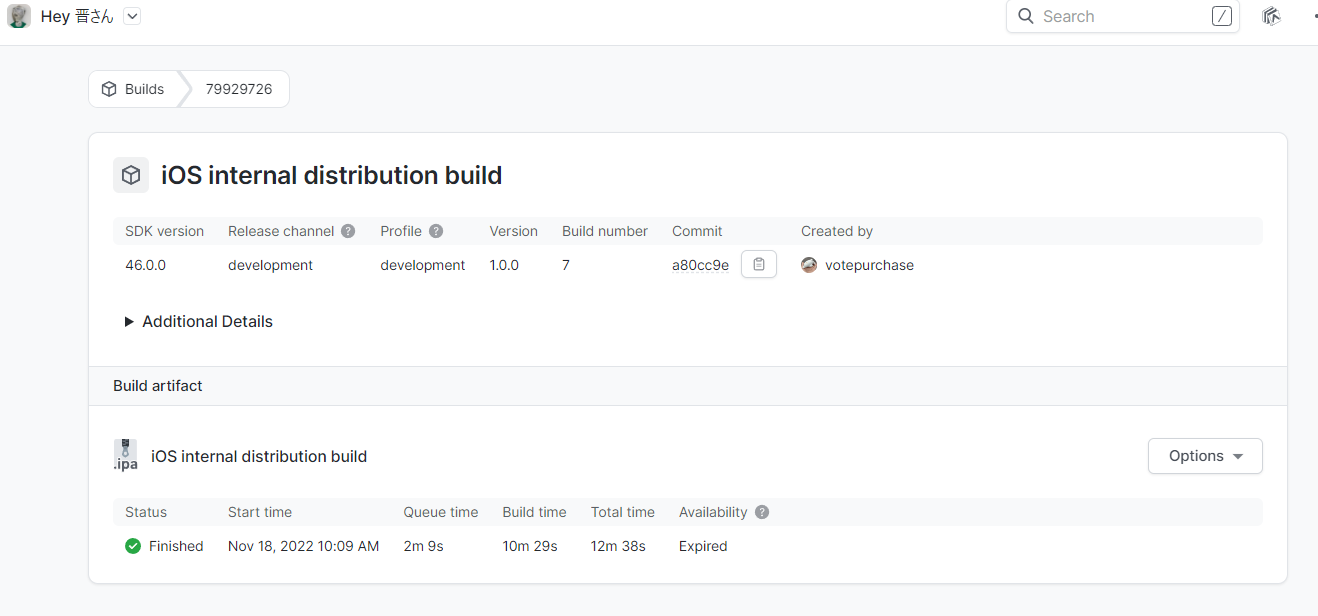 Hey 晋さん
Search /
Builds 79929726
iOS internal distribution build
SDK version Release channel ? Profile ? Version Build number Commit Created by
46.0.0 development development 1.0.0 7 a80cc9e votepurchase
Additional Details
Build artifact
.ipa iOS internal distribution build Options
Status Start time Queue time Build time Total time Availability ?
Finished Nov 18, 2022 10:09 AM 2m 9s 10m 29s 12m 38s Expired